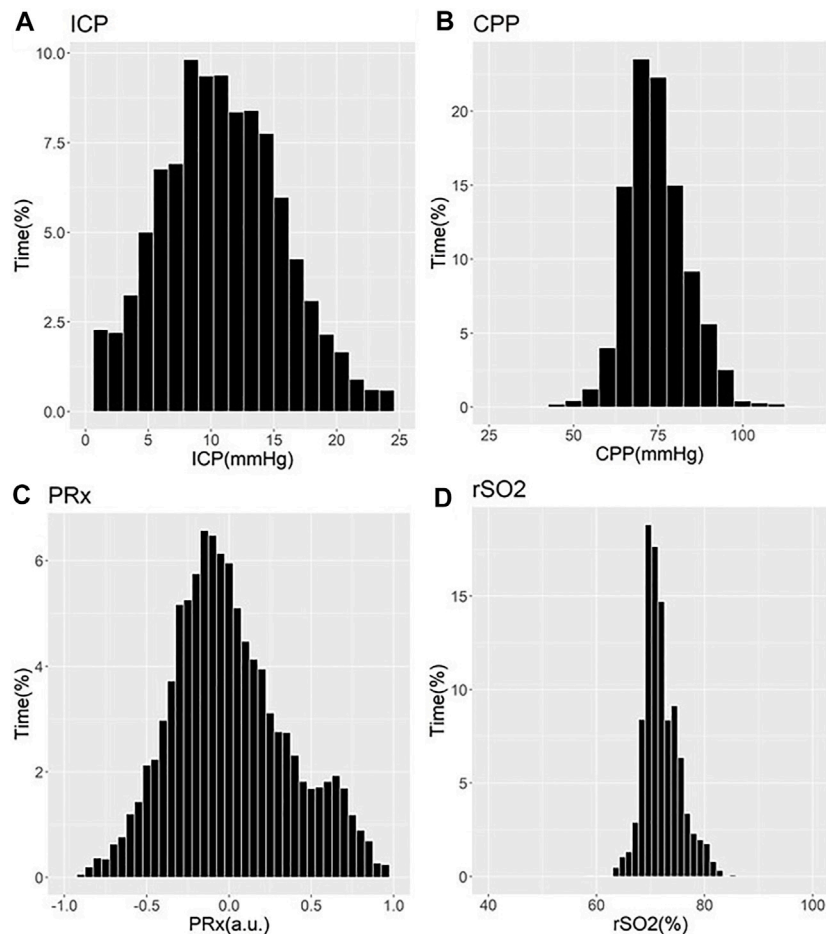 A ICP
10.0
7.5
5.0
2.5
0.0
Time(%)
0 5 10 15 20 25
ICP(mmHg)
B CPP
20
15
10
5
0
Time(%)
25 50 75 100
CPP(mmHg)
C PRx
6
4
2
0
Time(%)
-1.0 -0.5 0.0 0.5 1.0
PRx(a.u.)
D rSO2
15
10
5
0
Time(%)
40 60 80 100
rSO2(%)